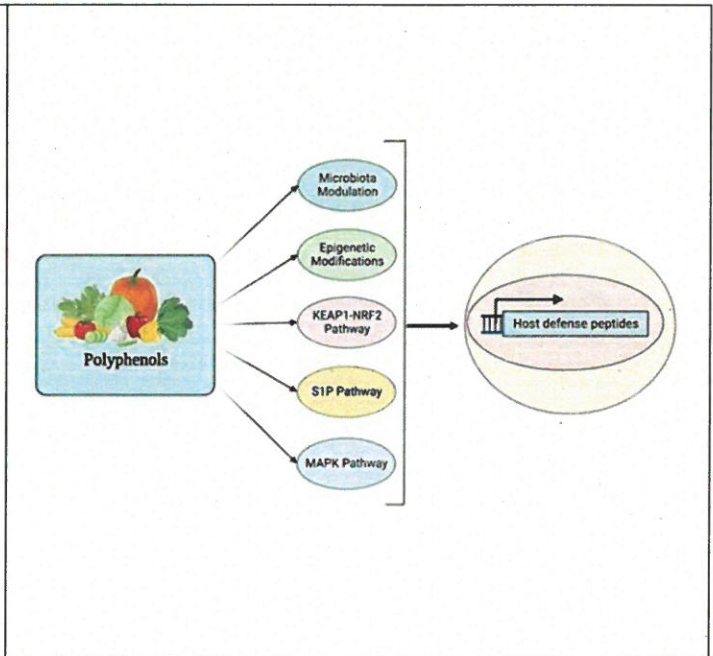 Polyphenols
Microbiota
Modulation
Epigenetic
Modifications
KEAP1-NRF2
Pathway
S1P Pathway
MAPK Pathway
Host defense peptides